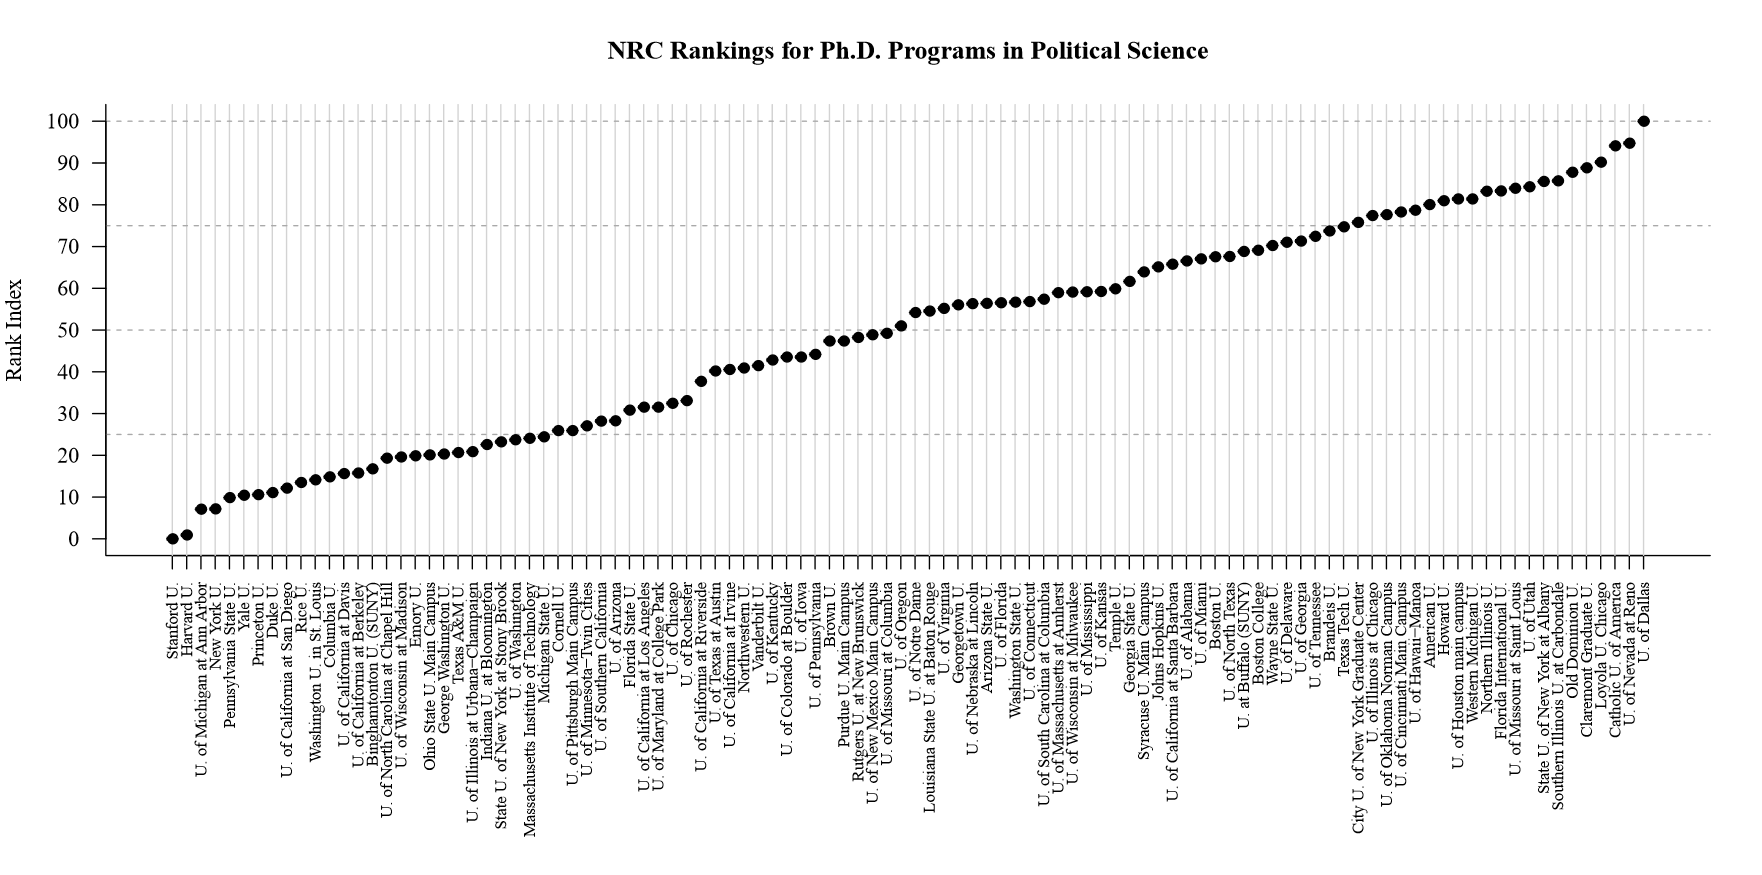 NRC Rankings for Ph.D. Programs in Political Science
Rank Index
100
90
80
70
60
50
40
30
20
10
0
Stanford U.
Harvard U.
U. of Michigan at Ann Arbor
New York U.
Pennsylvania State U.
Yale U.
Princeton U.
Duke U.
U. of California at San Diego
Rice U.
Washington U. in St. Louis
Columbia U.
U. of California at Davis
U. of California at Berkeley
Binghamtonton U. (SUNY)
U. of North Carolina at Chapel Hill
U. of Wisconsin at Madison
Emory U.
Ohio State U. Main Campus
George Washington U.
Texas A&M U.
U. of Illinois at Urbana−Champaign
Indiana U. at Bloomington
State U. of New York at Stony Brook
U. of Washington
Massachusetts Institute of Technology
Michigan State U.
Cornell U.
U. of Pittsburgh Main Campus
U. of Minnesota−Twin Cities
U. of Southern California
U. of Arizona
Florida State U.
U. of California at Los Angeles
U. of Maryland at College Park
U. of Chicago
U. of Rochester
U. of California at Riverside
U. of Texas at Austin
U. of California at Irvine
Northwestern U.
Vanderbilt U.
U. of Kentucky
U. of Colorado at Boulder
U. of Iowa
U. of Pennsylvania
Brown U.
Purdue U. Main Campus
Rutgers U. at New Brunswick
U. of New Mexico Main Campus
U. of Missouri at Columbia
U. of Oregon
U. of Notre Dame
Louisiana State U. at Baton Rouge
U. of Virginia
Georgetown U.
U. of Nebraska at Lincoln
Arizona State U.
U. of Florida
Washington State U.
U. of Connecticut
U. of South Carolina at Columbia
U. of Massachusetts at Amherst
U. of Wisconsin at Milwaukee
U. of Mississippi
U. of Kansas
Temple U.
Georgia State U.
Syracuse U. Main Campus
Johns Hopkins U.
U. of California at Santa Barbara
U. of Alabama
U. of Miami
Boston U.
U. of North Texas
U. at Buffalo (SUNY)
Boston College
Wayne State U.
U. of Delaware
U. of Georgia
U. of Tennessee
Brandeis U.
Texas Tech U.
City U. of New York Graduate Center
U. of Illinois at Chicago
U. of Oklahoma Norman Campus
U. of Cincinnati Main Campus
U. of Hawaii−Manoa
American U.
Howard U.
U. of Houston main campus
Western Michigan U.
Northern Illinois U.
Florida International U.
U. of Missouri at Saint Louis
U. of Utah
State U. of New York at Albany
Southern Illinois U. at Carbondale
Old Dominion U.
Claremont Graduate U.
Loyola U. Chicago
Catholic U. of America
U. of Nevada at Reno
U. of Dallas